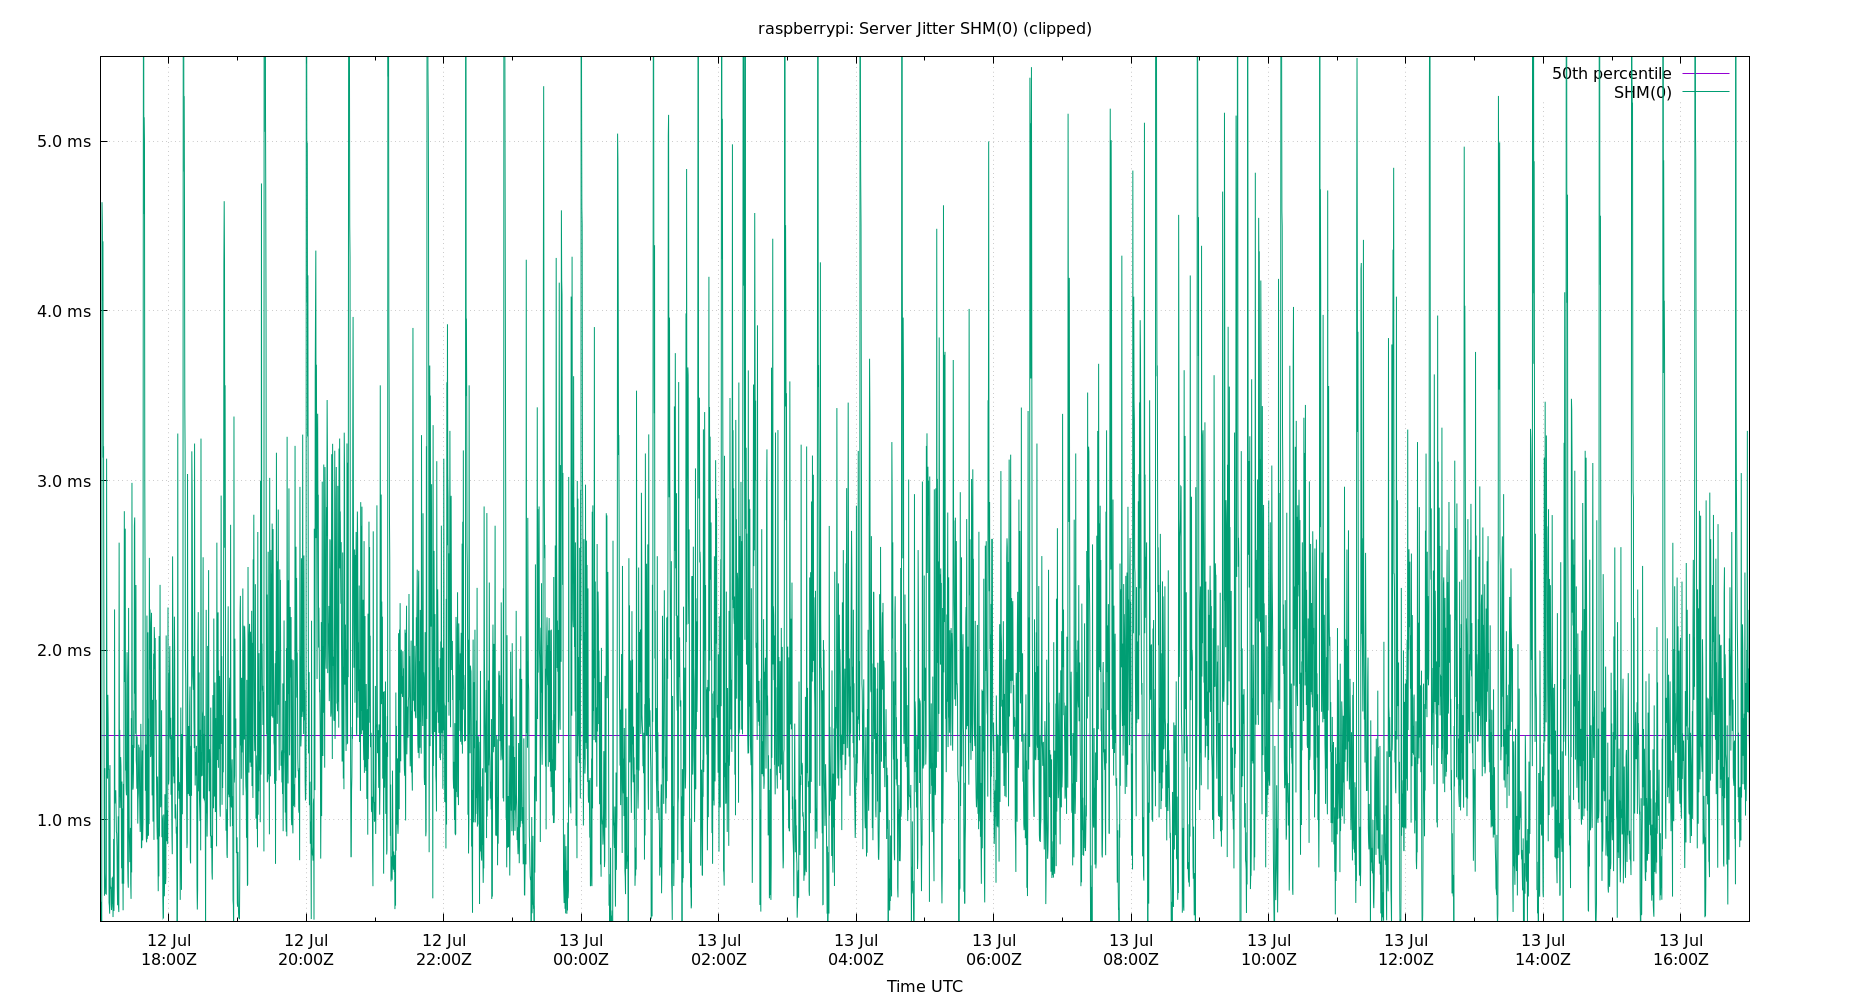 raspberrypi: Server Jitter SHM(0) (clipped)
50th percentile
SHM(0)
5.0 ms
4.0 ms
3.0 ms
2.0 ms
1.0 ms
12 Jul 12 Jul 12 Jul 13 Jul 13 Jul 13 Jul 13 Jul 13 Jul 13 Jul 13 Jul 13 Jul 13 Jul
18:00Z 20:00Z 22:00Z 00:00Z 02:00Z 04:00Z 06:00Z 08:00Z 10:00Z 12:00Z 14:00Z 16:00Z
Time UTC